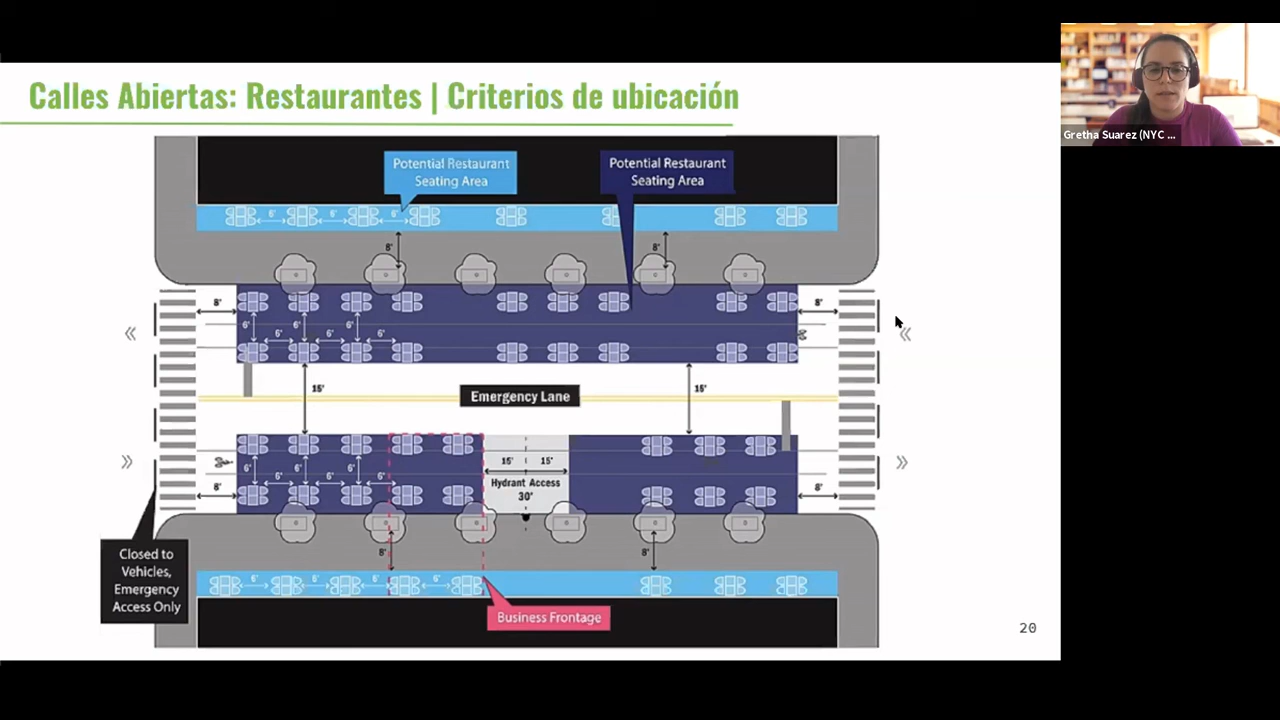 Calles Abiertas: Restaurantes | Criterios de ubicación
Gretha Suarez (NYC ...
Potential Restaurant
Seating Area
Potential Restaurant
Seating Area
6' 6' 6'
8' 8'
8' 8'
6' 6' 6'
6' 6' 6'
15' 15'
Emergency Lane
6' 6' 6'
6' 6' 6'
15' 15'
Hydrant Access
30'
8' 8'
8' 8'
Closed to
Vehicles,
Emergency
Access Only
6' 6' 6' 6'
Business Frontage
20